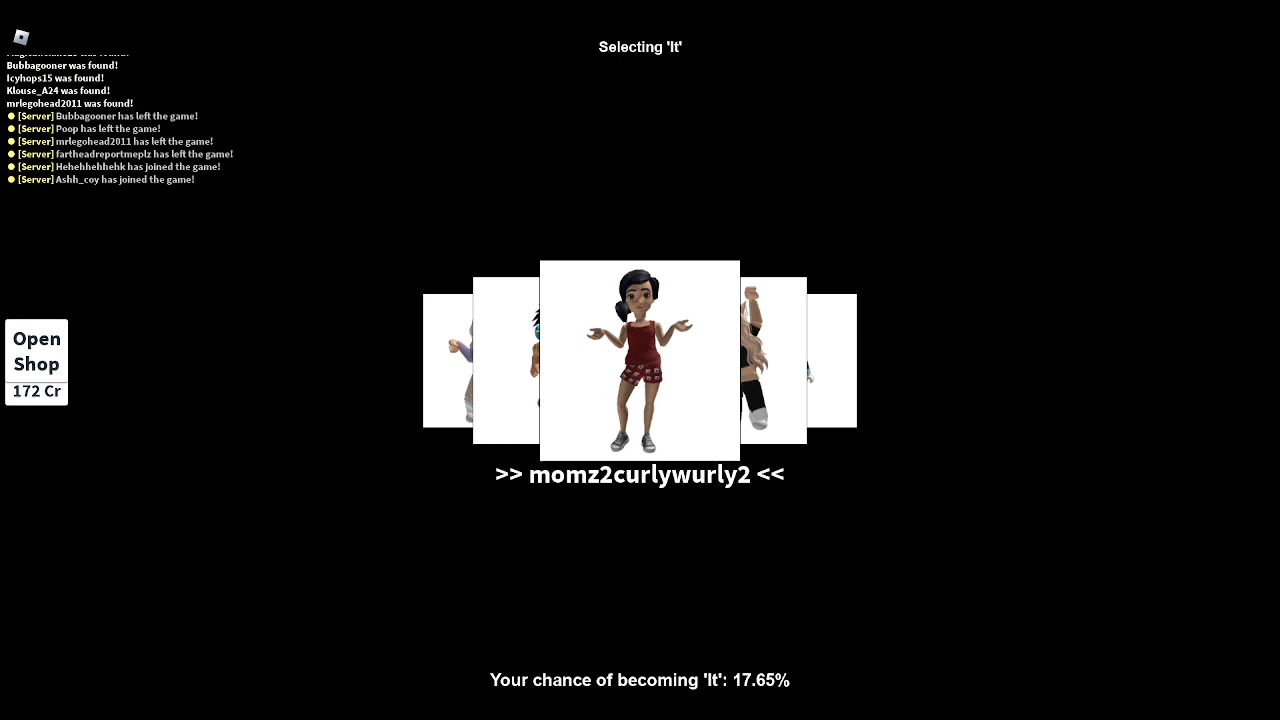 Selecting 'It'
Bubbagooner was found!
Icyhops15 was found!
Klouse_A24 was found!
mrlegohead2011 was found!
[Server] Bubbagooner has left the game!
[Server] Poop has left the game!
[Server] mrlegohead2011 has left the game!
[Server] fartheadreportmeplz has left the game!
[Server] Hehehhehhehk has joined the game!
[Server] Ashh_coy has joined the game!
Open
Shop
172 Cr
>> momz2curlywurly2 <<
Your chance of becoming 'It': 17.65%